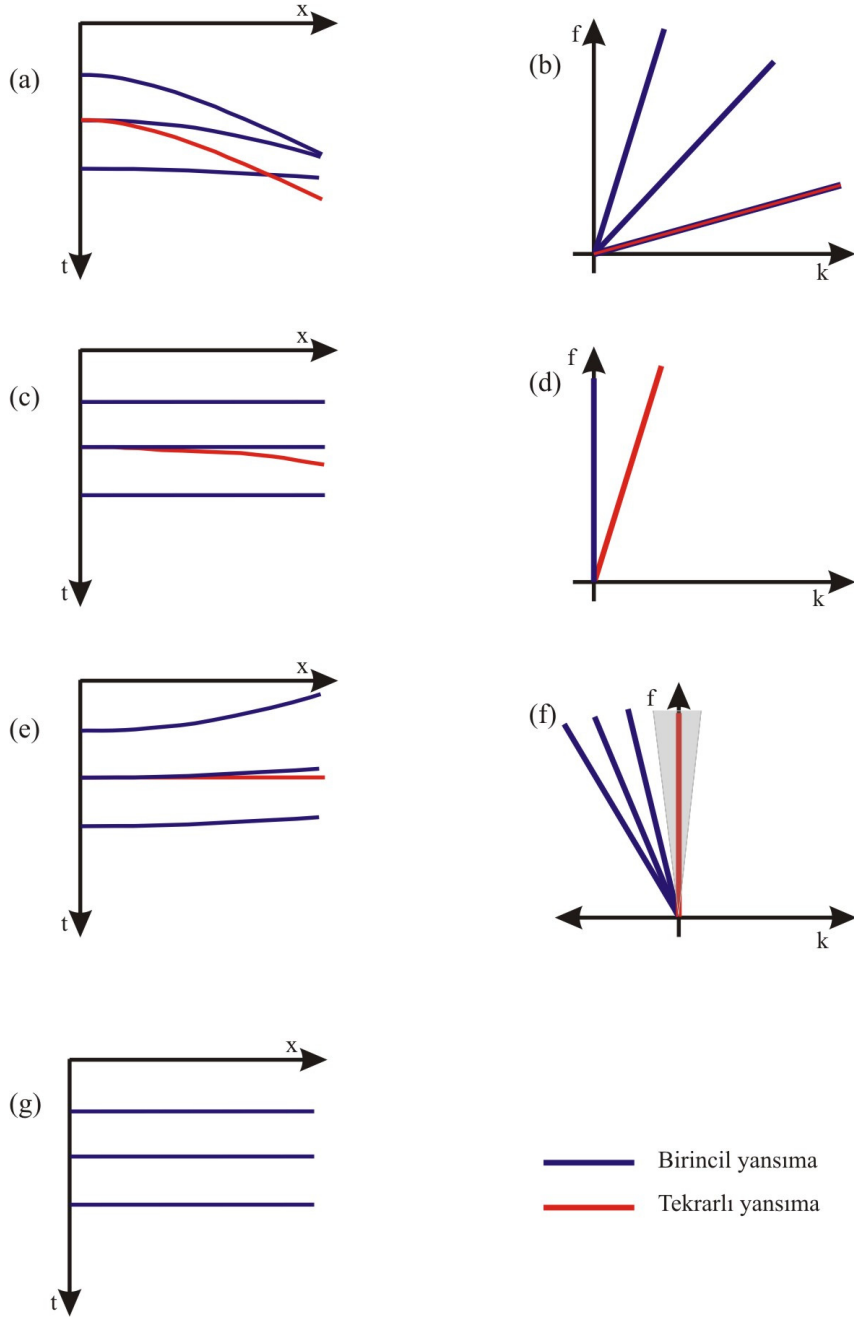 x
(a)
t
f
(b)
k
x
(c)
t
f
(d)
k
x
(e)
t
f
(f)
k
x
(g)
t
Birincil yansıma
Tekrarlı yansıma